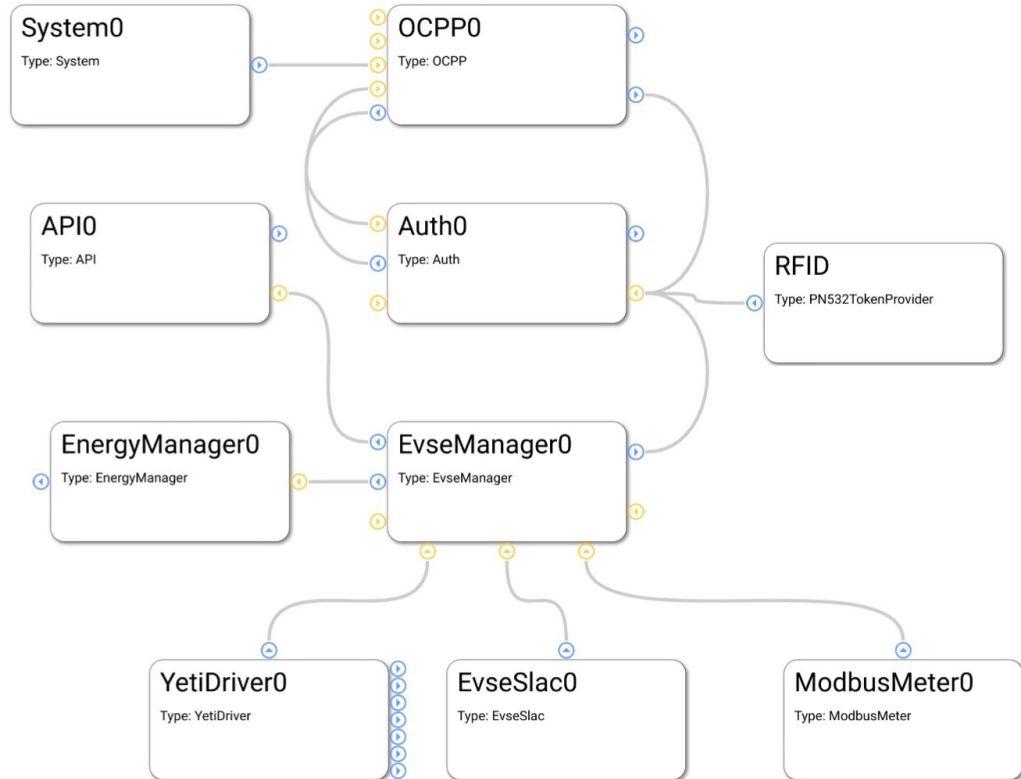 System0
Type: System
OCPP0
Type: OCPP
API0
Type: API
Auth0
Type: Auth
RFID
Type: PN532TokenProvider
EnergyManager0
Type: EnergyManager
EvseManager0
Type: EvseManager
YetiDriver0
Type: YetiDriver
EvseSlac0
Type: EvseSlac
ModbusMeter0
Type: ModbusMeter